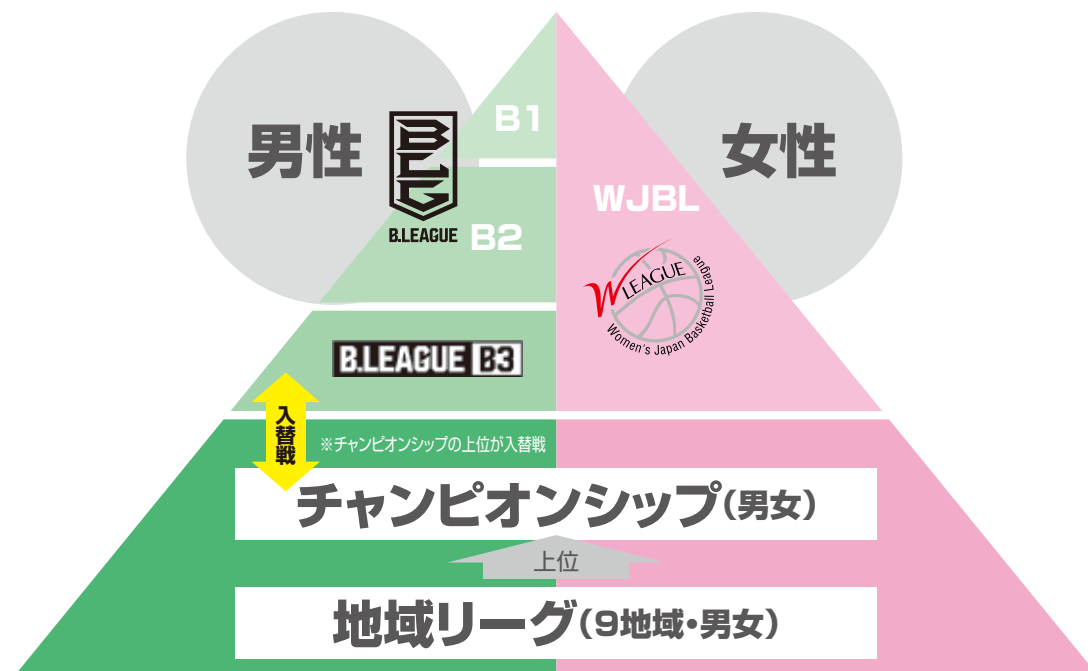 男性
女性
B1
BLG
B.LEAGUE
B2
WJBL
W LEAGUE
Women's Japan Basketball League
B.LEAGUE B3
入替戦
※チャンピオンシップの上位が入替戦
チャンピオンシップ(男女)
上位
地域リーグ(9地域・男女)